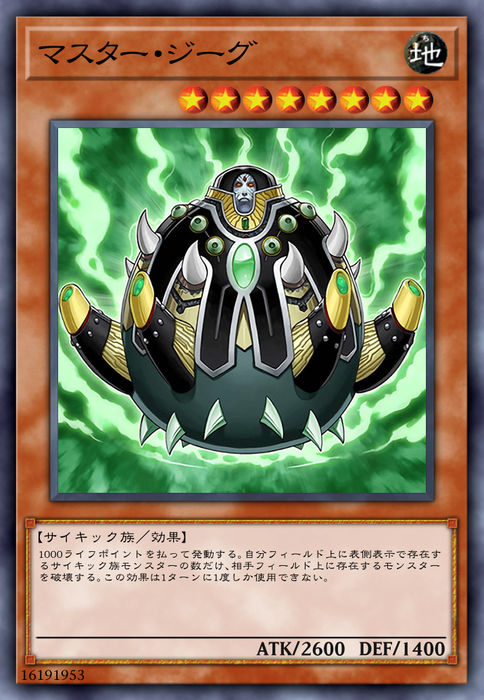 マスター・ジーグ
ち
地
【サイキック族／効果】
1000ライフポイントを払って発動する。自分フィールド上に表側表示で存在す
るサイキック族モンスターの数だけ、相手フィールド上に存在するモンスター
を破壊する。この効果は1ターンに1度しか使用できない。
ATK/2600 DEF/1400
16191953